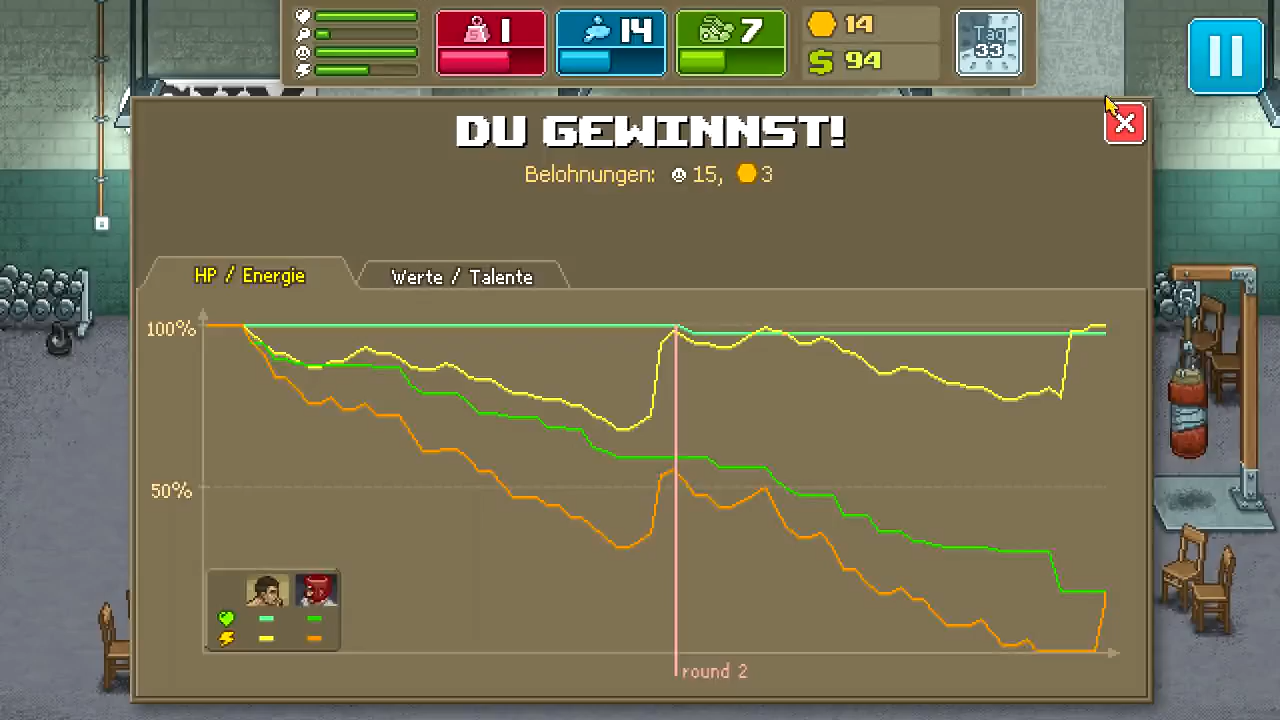 1
14
7
14
$ 94
Tag
33
DU GEWINNST!
Belohnungen: 15, 3
HP / Energie
Werte / Talente
100%
50%
round 2